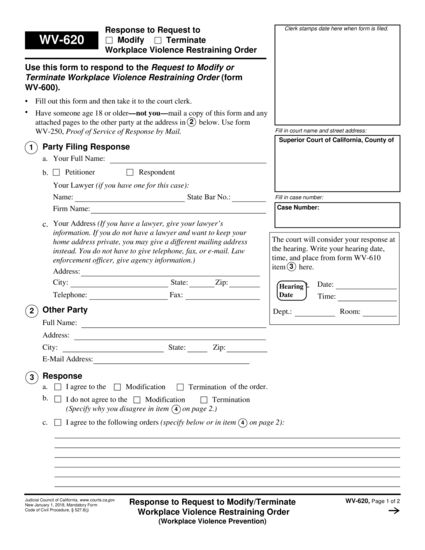 WV-620
Response to Request to
Modify Terminate
Workplace Violence Restraining Order
Clerk stamps date here when form is filed.
Use this form to respond to the Request to Modify or
Terminate Workplace Violence Restraining Order (form
WV-600).
• Fill out this form and then take it to the court clerk.
• Have someone age 18 or older—not you—mail a copy of this form and any
attached pages to the other party at the address in 2 below. Use form
WV-250, Proof of Service of Response by Mail.
Fill in court name and street address:
Superior Court of California, County of
1 Party Filing Response
a. Your Full Name:
b. Petitioner Respondent
Your Lawyer (if you have one for this case):
Name: State Bar No.:
Firm Name:
Fill in case number:
Case Number:
c. Your Address (If you have a lawyer, give your lawyer's
information. If you do not have a lawyer and want to keep your
home address private, you may give a different mailing address
instead. You do not have to give telephone, fax, or e-mail. Law
enforcement officer, give agency information.)
Address:
City: State: Zip:
Telephone: Fax:
The court will consider your response at
the hearing. Write your hearing date,
time, and place from form WV-610
item 3 here.
Hearing Date
Date:
Time:
Dept.: Room:
2 Other Party
Full Name:
Address:
City: State: Zip:
E-Mail Address:
3 Response
a. I agree to the Modification Termination of the order.
b. I do not agree to the Modification Termination
(Specify why you disagree in item 4 on page 2.)
c. I agree to the following orders (specify below or in item 4 on page 2):
Judicial Council of California, www.courts.ca.gov
New January 1, 2018, Mandatory Form
Code of Civil Procedure, § 527.8(j)
Response to Request to Modify/Terminate
Workplace Violence Restraining Order
(Workplace Violence Prevention)
WV-620, Page 1 of 2